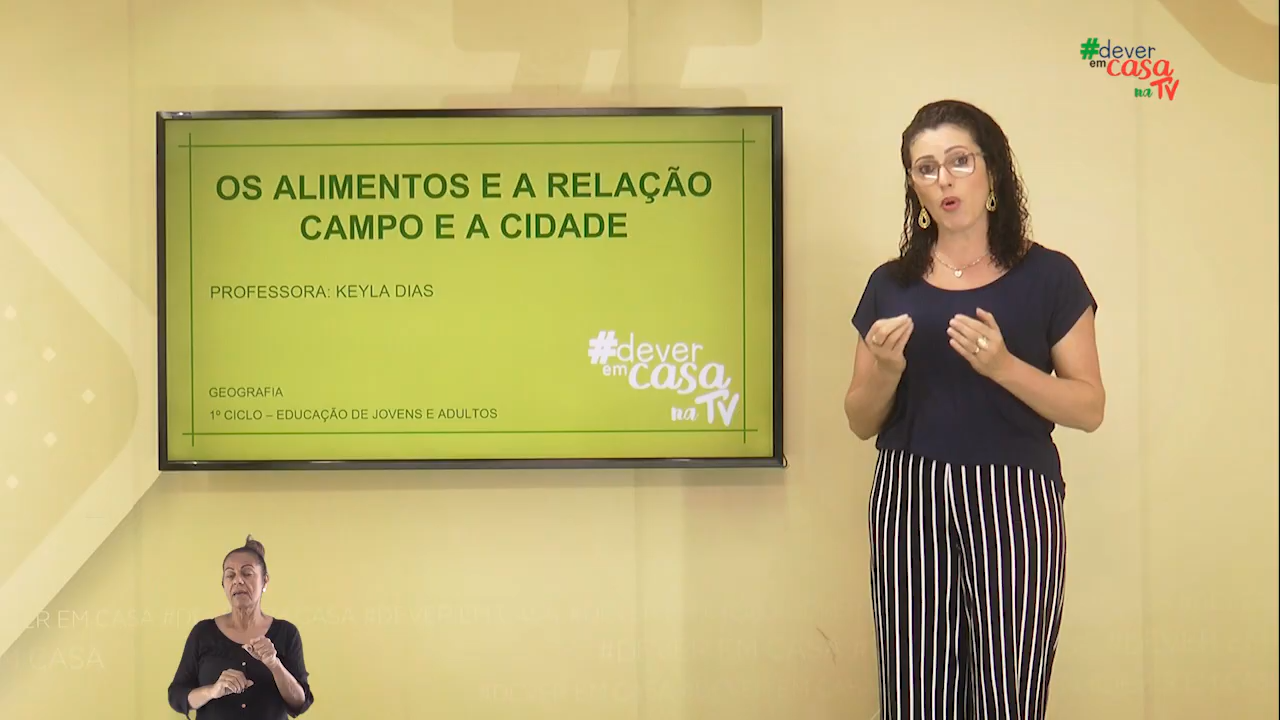 #dever
em casa
na TV
OS ALIMENTOS E A RELAÇÃO
CAMPO E A CIDADE
PROFESSORA: KEYLA DIAS
#dever
em casa
na TV
GEOGRAFIA
1º CICLO – EDUCAÇÃO DE JOVENS E ADULTOS